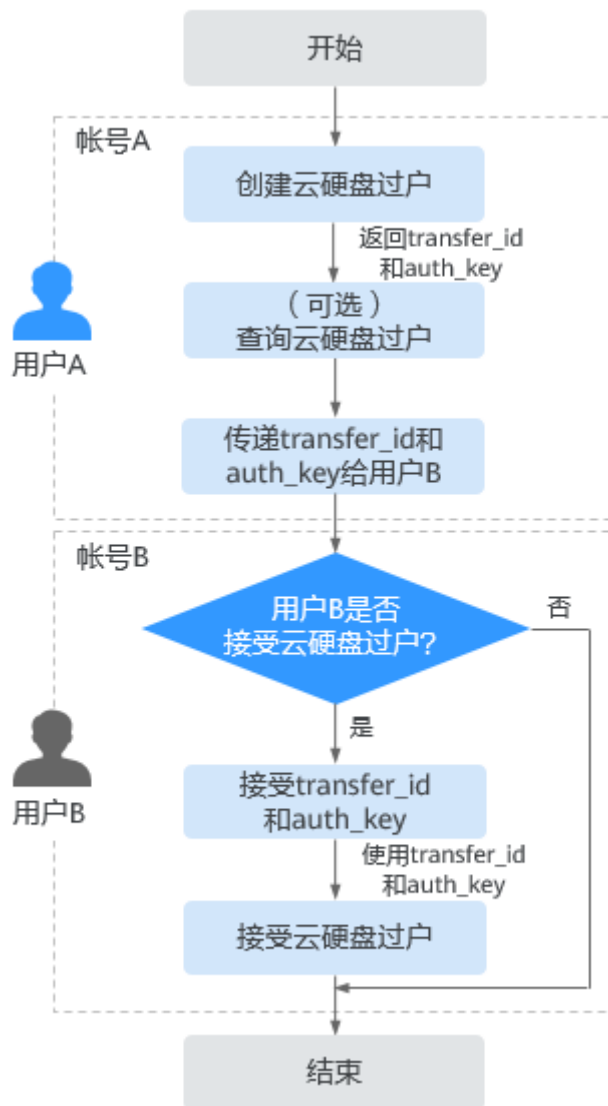 开始
帐号A
创建云硬盘过户
返回transfer_id
和auth_key
（可选）
查询云硬盘过户
用户A
传递transfer_id和
auth_key给用户B
帐号B
用户B是否
接受云硬盘过户？
否
是
用户B
接受transfer_id
和auth_key
使用transfer_id
和auth_key
接受云硬盘过户
结束